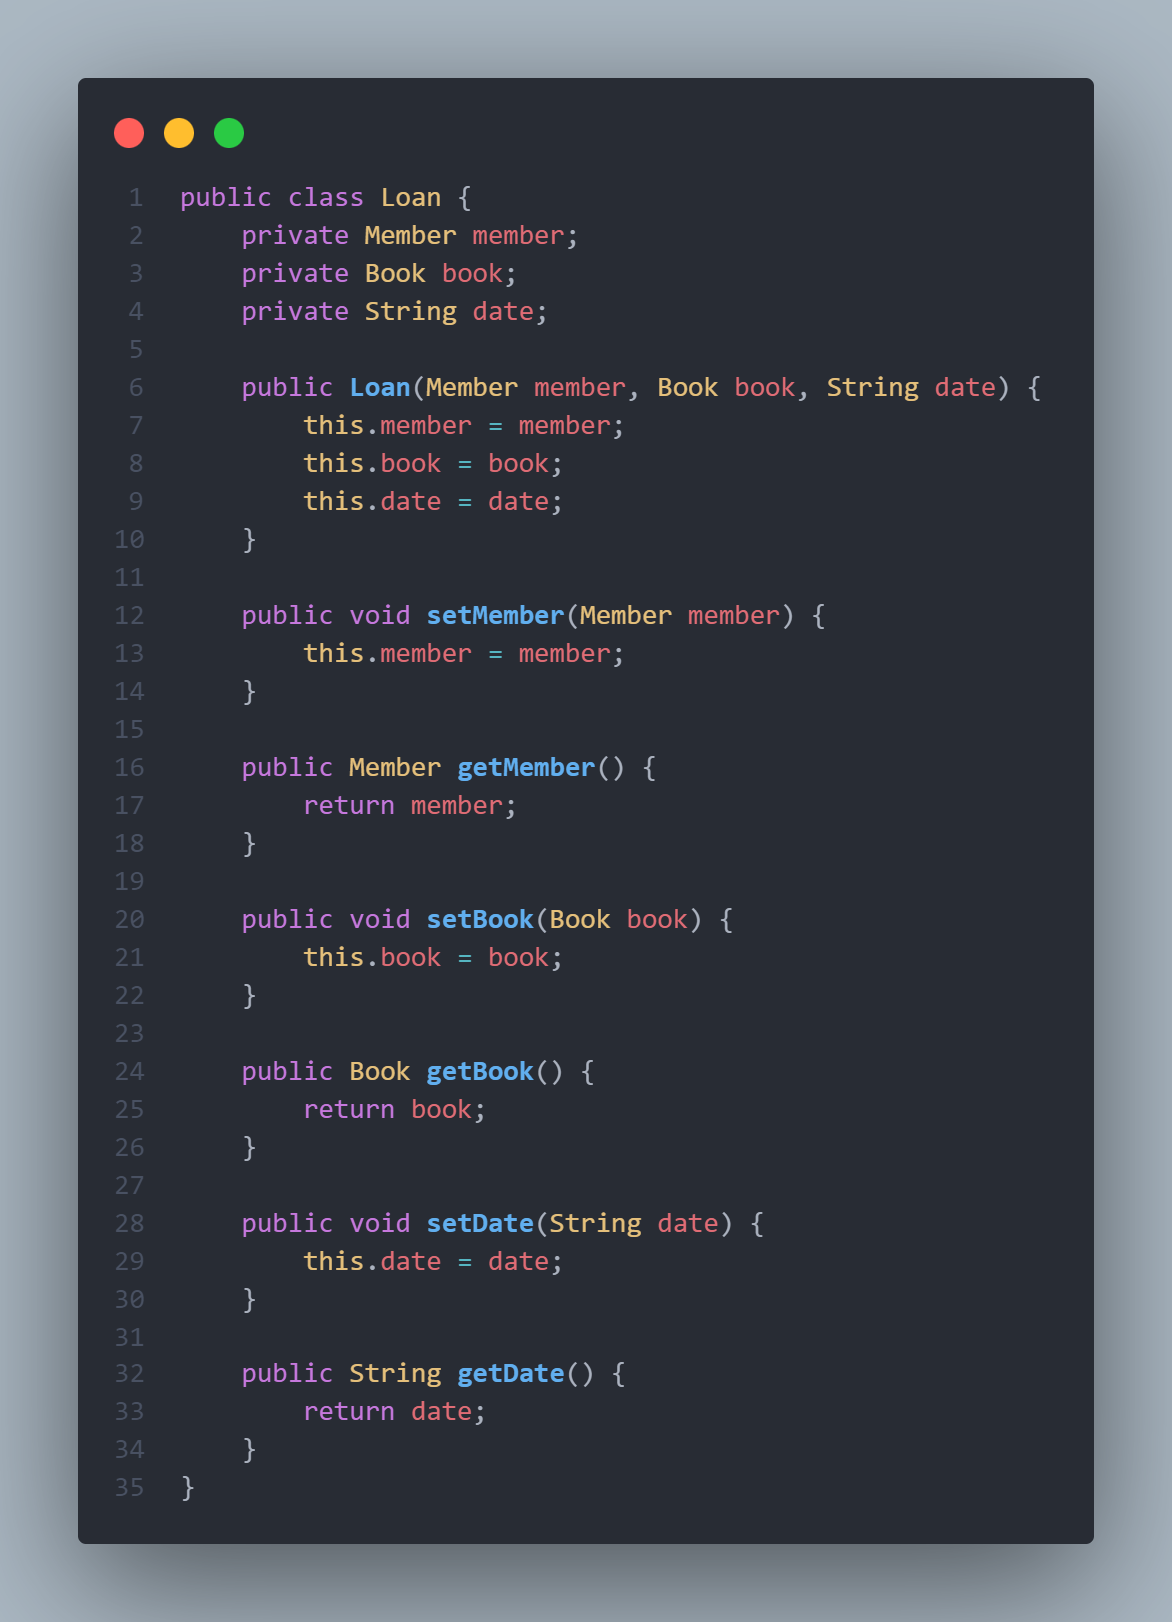 1 public class Loan {
2     private Member member;
3     private Book book;
4     private String date;
5
6     public Loan(Member member, Book book, String date) {
7         this.member = member;
8         this.book = book;
9         this.date = date;
10     }
11
12     public void setMember(Member member) {
13         this.member = member;
14     }
15
16     public Member getMember() {
17         return member;
18     }
19
20     public void setBook(Book book) {
21         this.book = book;
22     }
23
24     public Book getBook() {
25         return book;
26     }
27
28     public void setDate(String date) {
29         this.date = date;
30     }
31
32     public String getDate() {
33         return date;
34     }
35 }